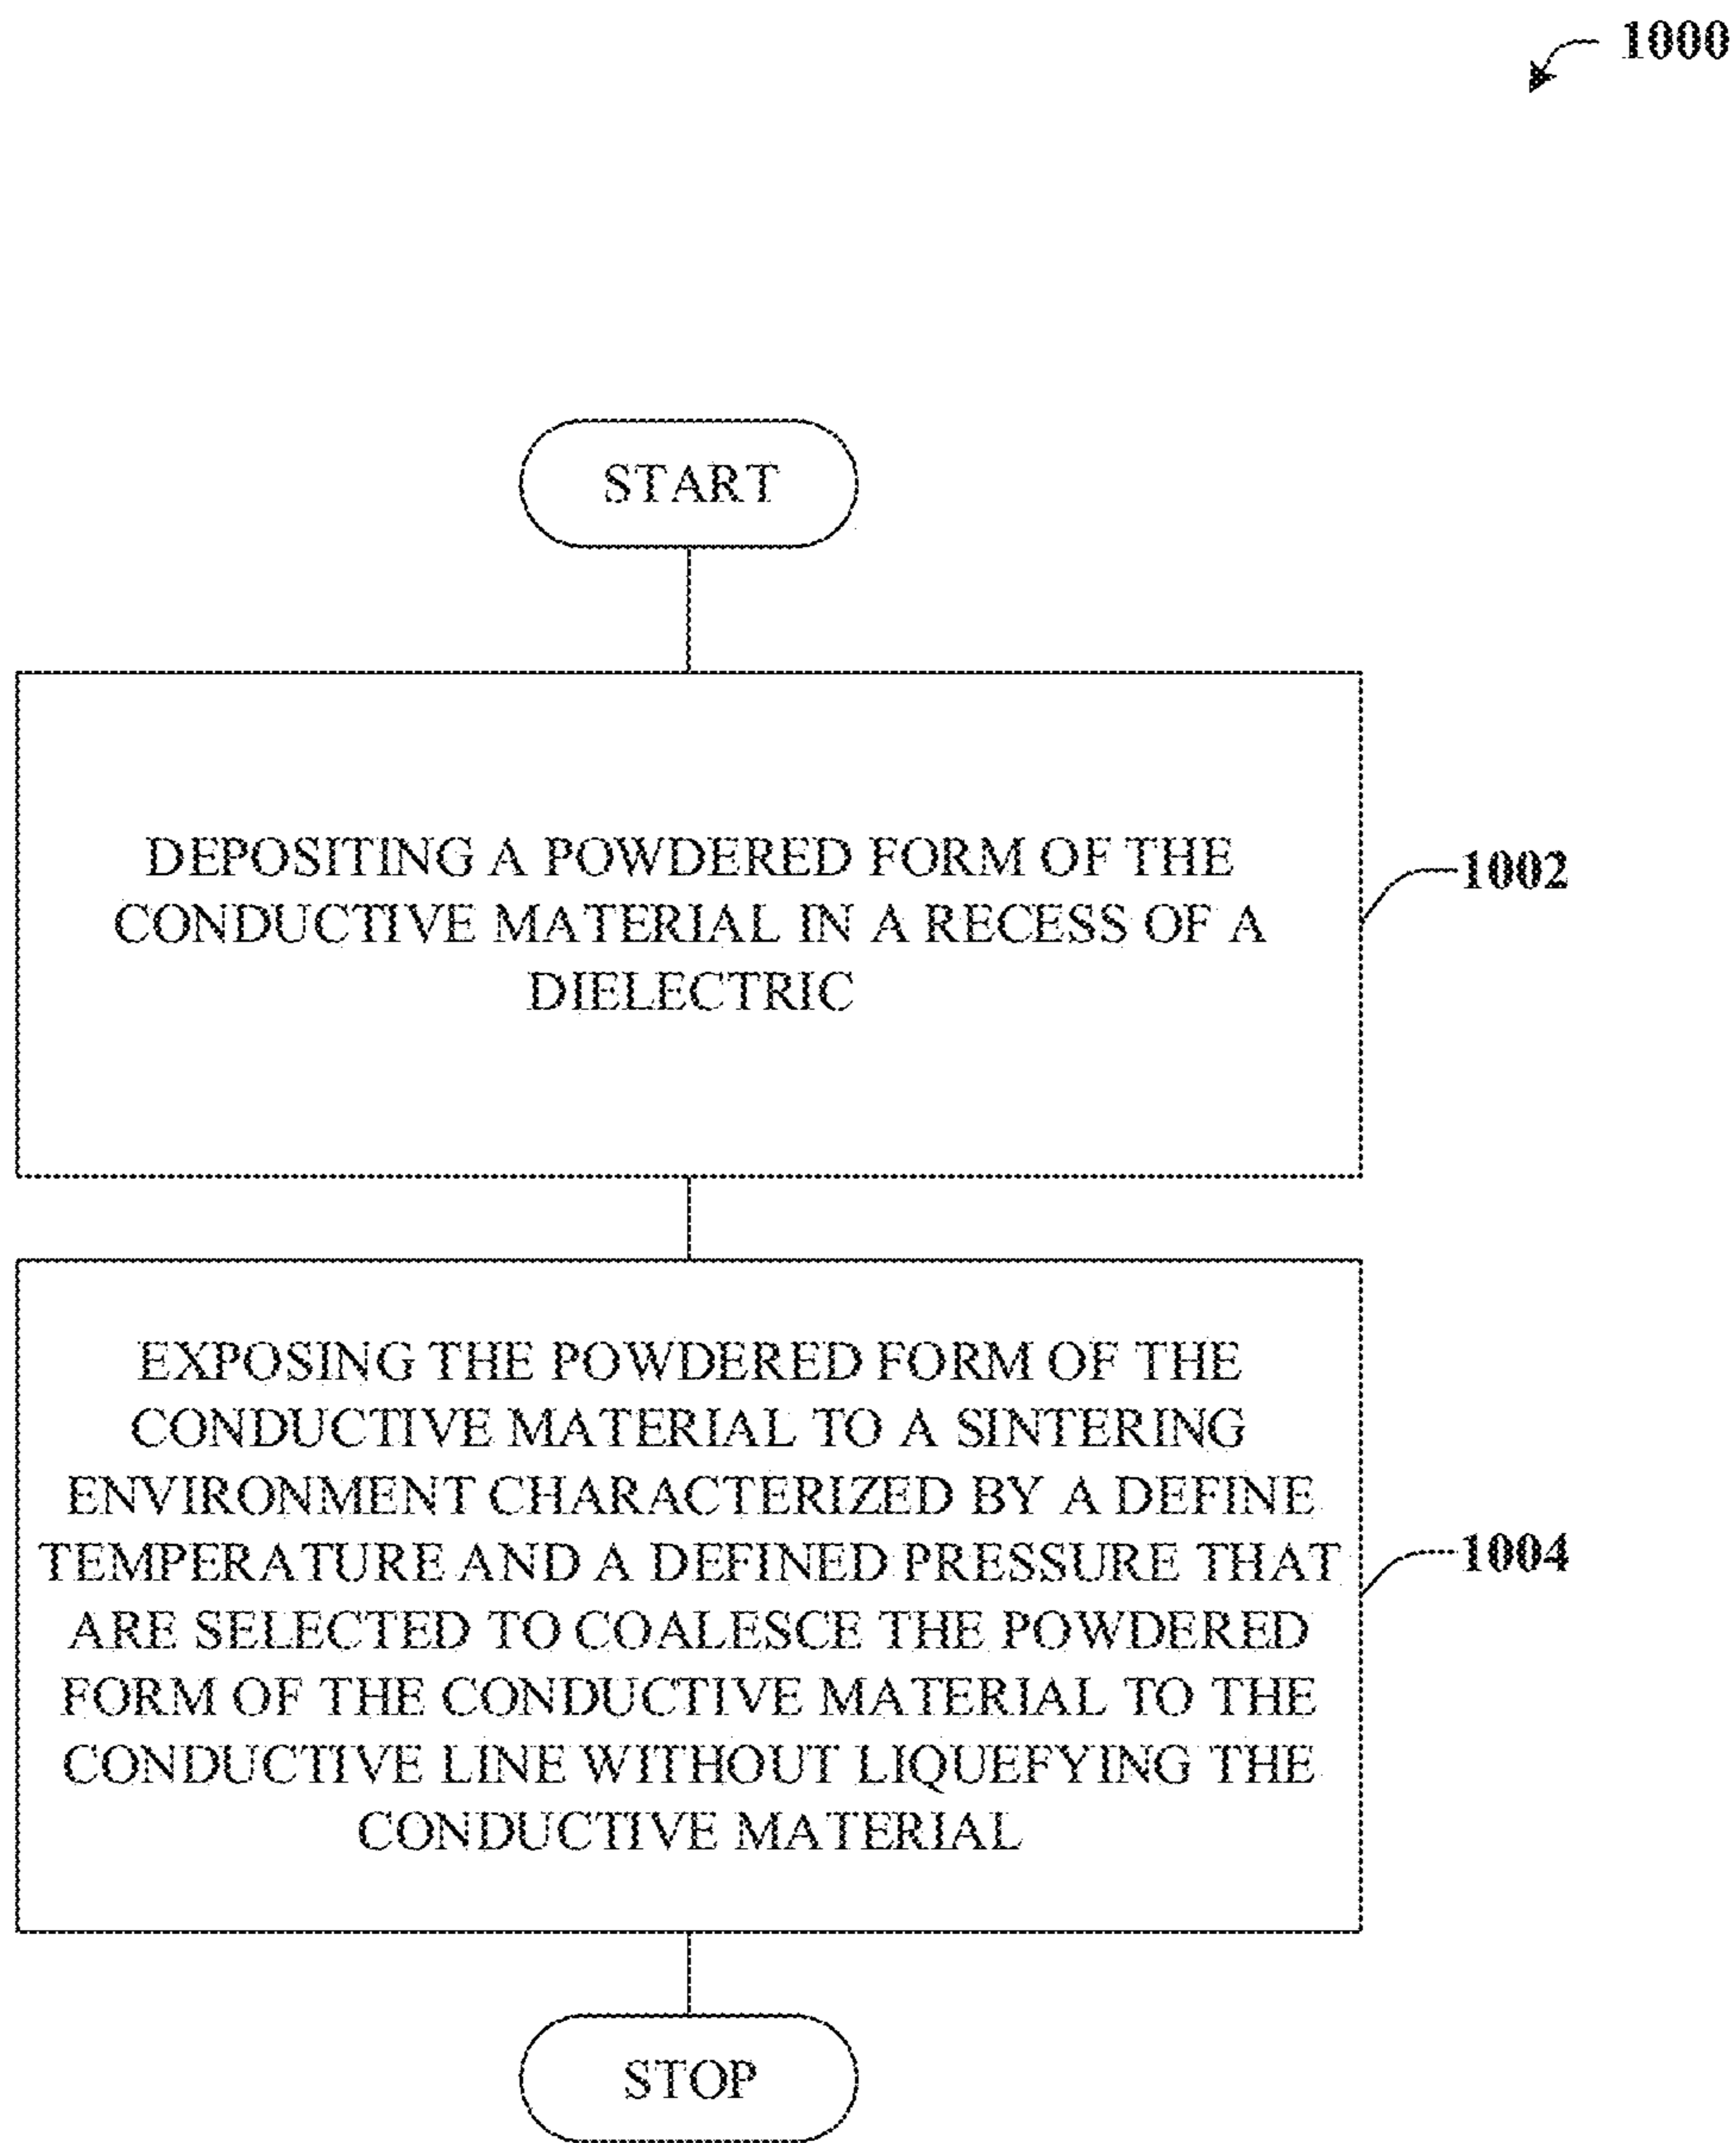 1000
START
DEPOSITING A POWDERED FORM OF THE
CONDUCTIVE MATERIAL IN A RECESS OF A
DIELECTRIC
1002
EXPOSING THE POWDERED FORM OF THE
CONDUCTIVE MATERIAL TO A SINTERING
ENVIRONMENT CHARACTERIZED BY A DEFINE
TEMPERATURE AND A DEFINED PRESSURE THAT
ARE SELECTED TO COALESCE THE POWDERED
FORM OF THE CONDUCTIVE MATERIAL TO THE
CONDUCTIVE LINE WITHOUT LIQUEFYING THE
CONDUCTIVE MATERIAL
1004
STOP